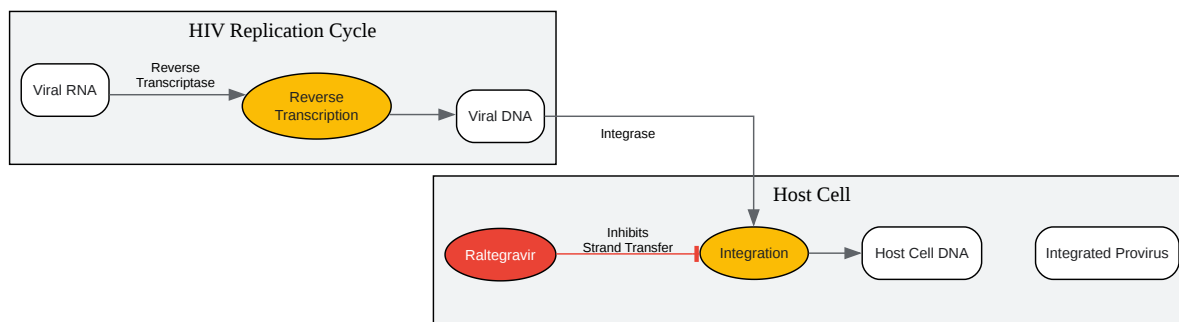 HIV Replication Cycle
Viral RNA
Reverse
Transcriptase
Reverse
Transcription
Viral DNA
Integrase
Host Cell
Raltegravir
Inhibits
Strand Transfer
Integration
Host Cell DNA
Integrated Provirus